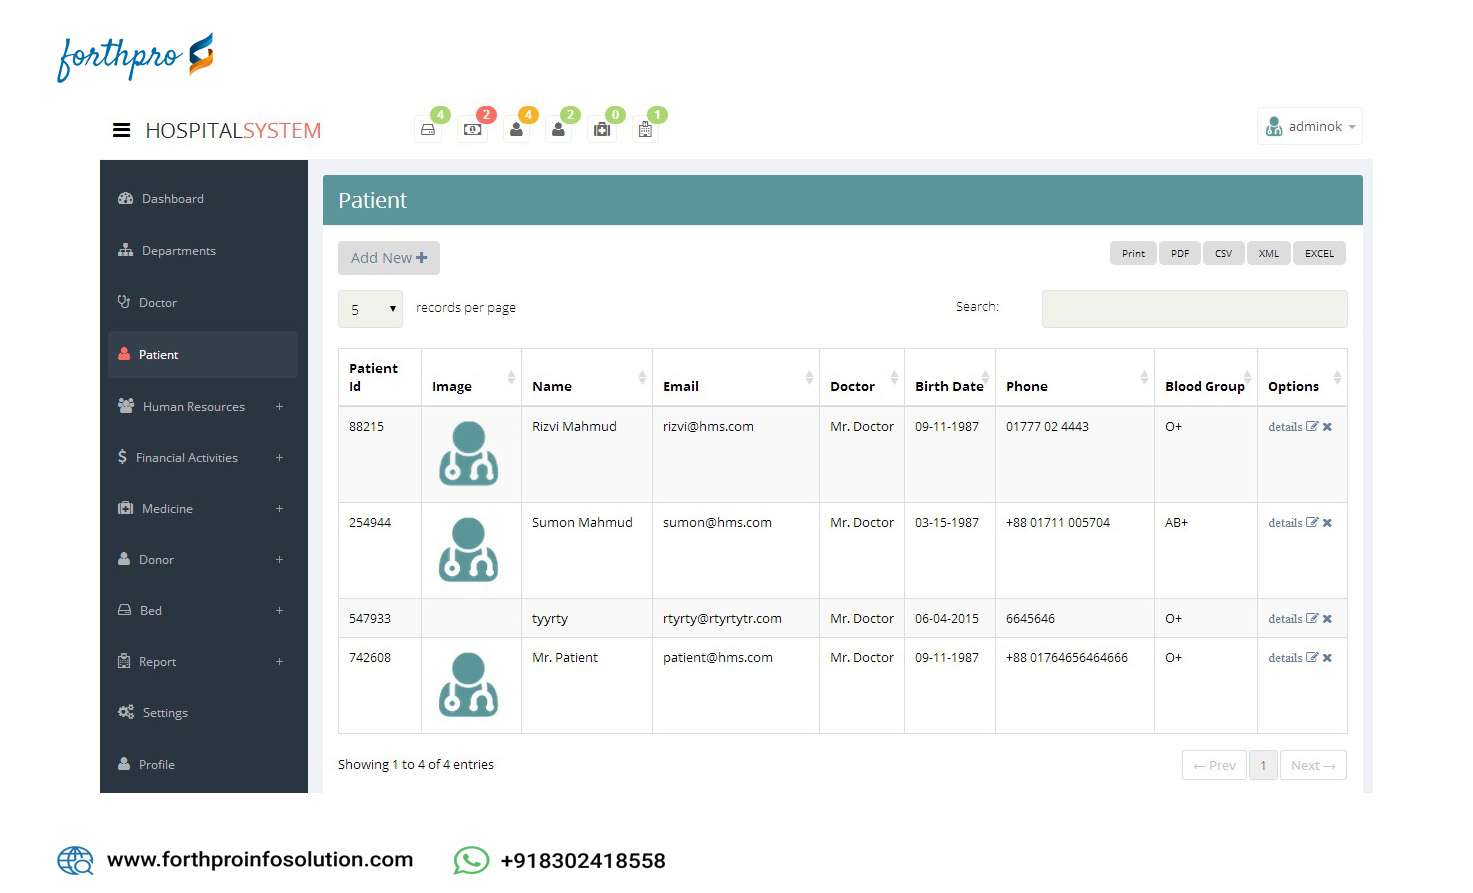 forthpro
HOSPITALSYSTEM
4 2 4 2 0 1
adminok
Dashboard
Departments
Doctor
Patient
Human Resources +
Financial Activities +
Medicine +
Donor +
Bed +
Report +
Settings
Profile
Patient
Add New
Print PDF CSV XML EXCEL
5 records per page
Search:
Patient Id Image Name Email Doctor Birth Date Phone Blood Group Options
88215 Rizvi Mahmud rizvi@hms.com Mr. Doctor 09-11-1987 01777 02 4443 O+ details
254944 Sumon Mahmud sumon@hms.com Mr. Doctor 03-15-1987 +88 01711 005704 AB+ details
547933 tyyrty rtyrty@rtyrtytr.com Mr. Doctor 06-04-2015 6645646 O+ details
742608 Mr. Patient patient@hms.com Mr. Doctor 09-11-1987 +88 01764656464666 O+ details
Showing 1 to 4 of 4 entries
← Prev 1 Next →
www.forthproinfosolution.com
+918302418558